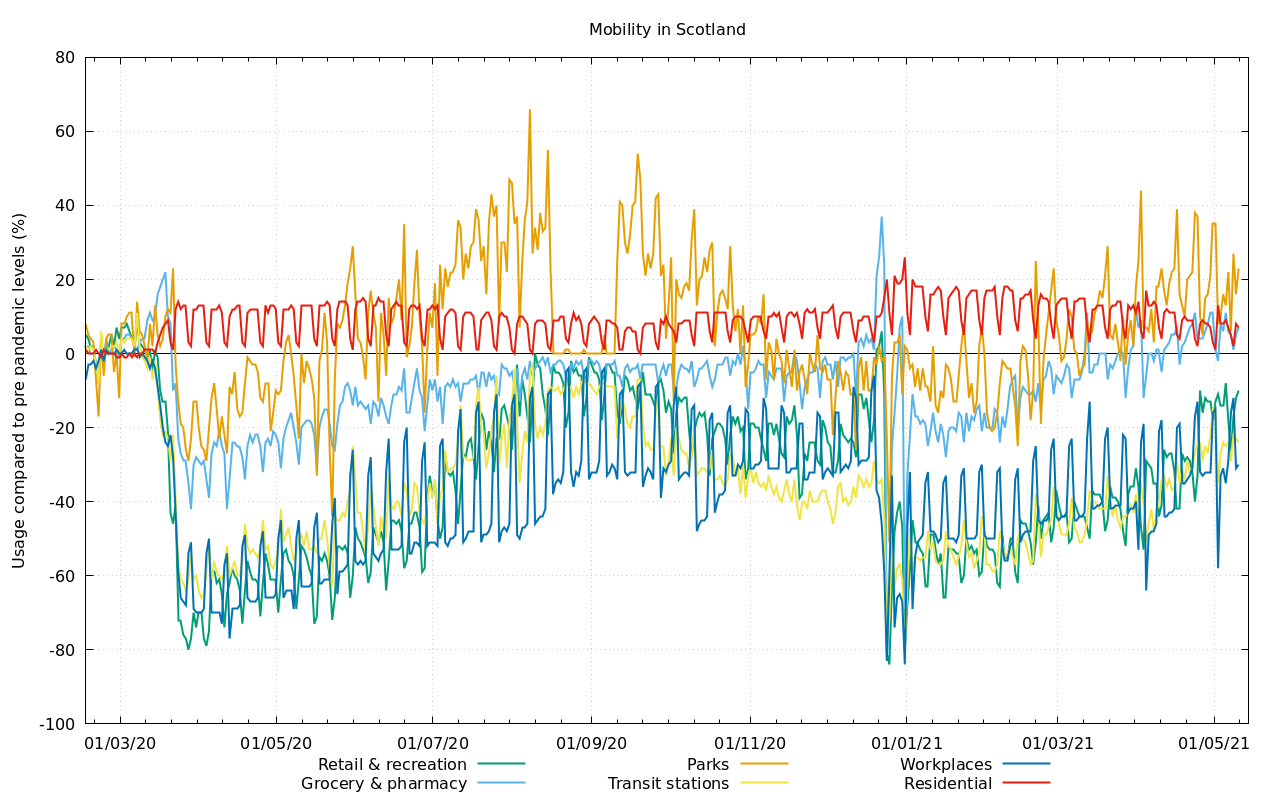 Mobility in Scotland
Usage compared to pre pandemic levels (%)
80
60
40
20
0
-20
-40
-60
-80
-100
01/03/20 01/05/20 01/07/20 01/09/20 01/11/20 01/01/21 01/03/21 01/05/21
Retail & recreation Parks Workplaces
Grocery & pharmacy Transit stations Residential